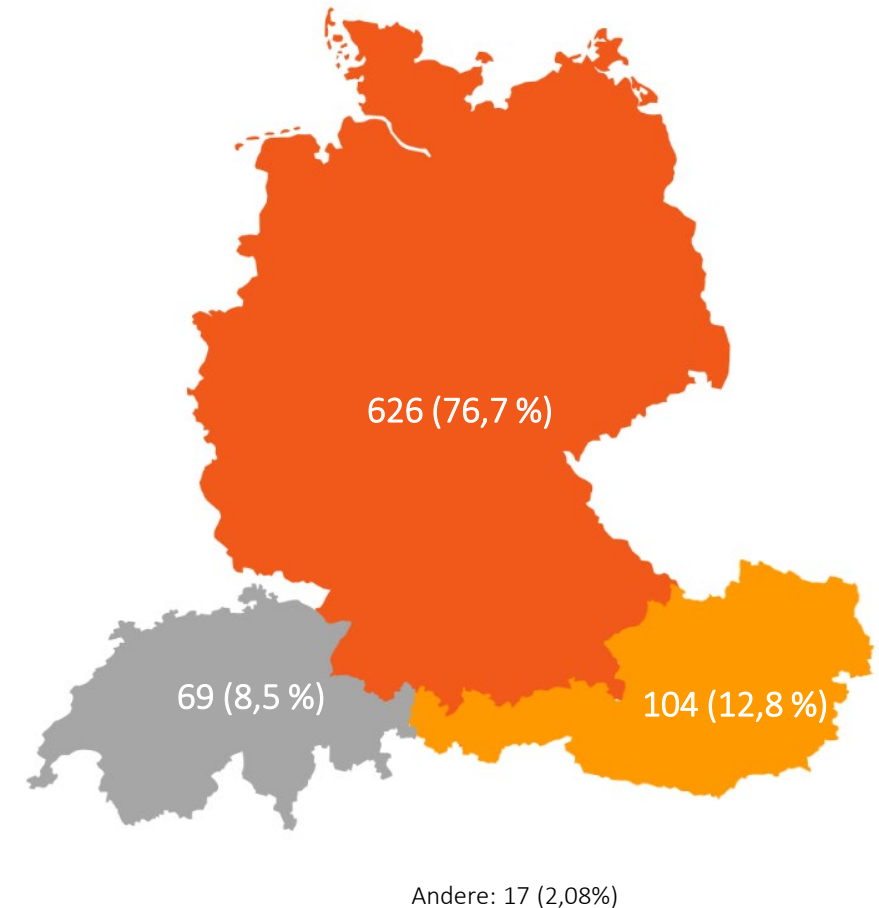 626 (76,7 %)
69 (8,5 %)
104 (12,8 %)
Andere: 17 (2,08%)